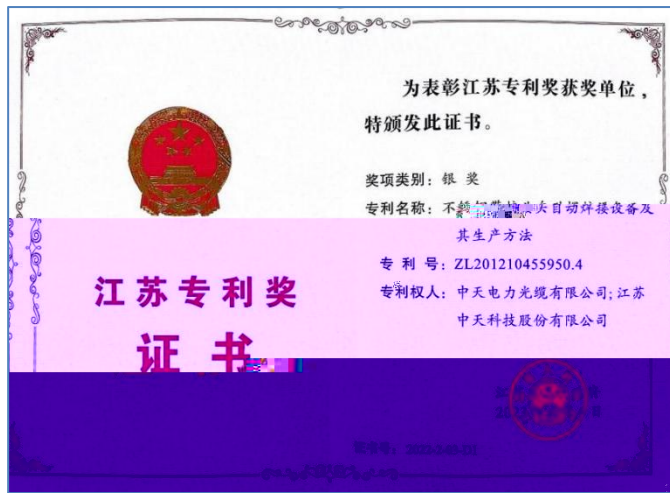 江苏专利奖
证书
为表彰江苏专利奖获奖单位，
特颁发此证书。
奖项类别：银 奖
专利名称：不 自动焊接设备及
其生产方法
专 利 号：ZL201210455950.4
专利权人：中天电力光缆有限公司;江苏
中天科技股份有限公司
证书号：